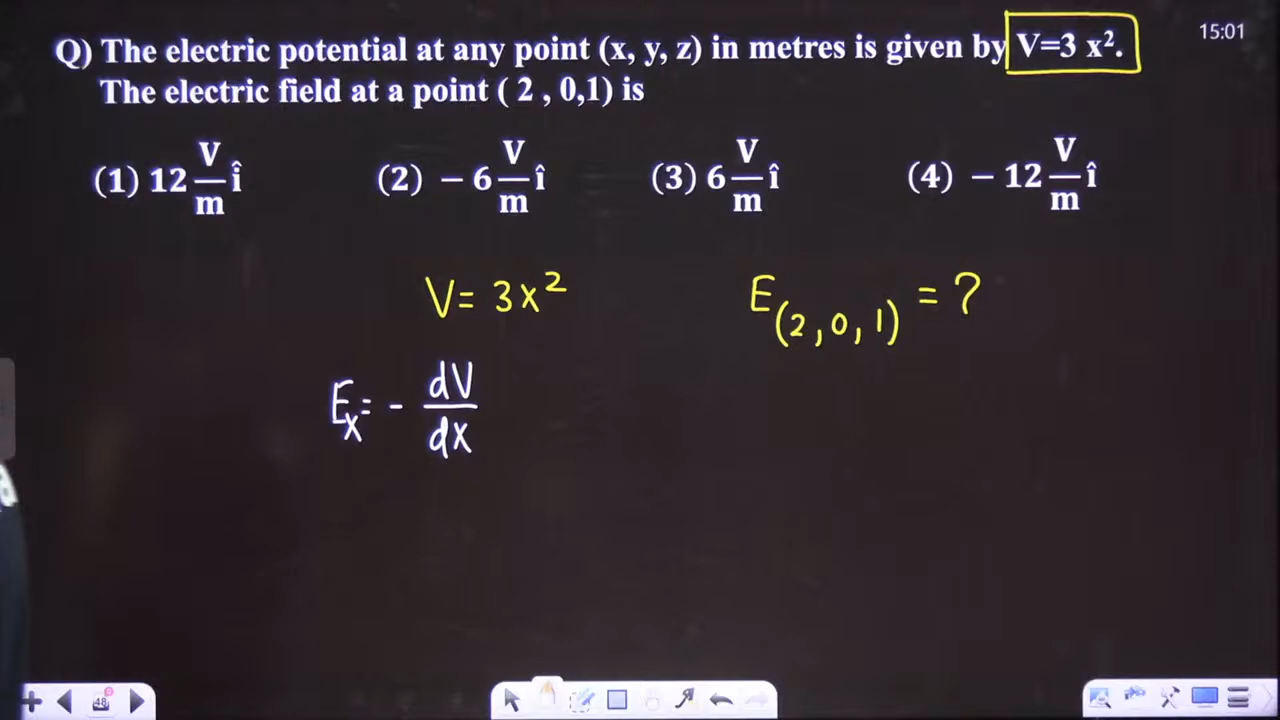 15:01
Q) The electric potential at any point (x, y, z) in metres is given by V=3 x².
The electric field at a point ( 2 , 0,1) is
(1) 12 V/m î (2) − 6 V/m î (3) 6 V/m î (4) − 12 V/m î
V= 3x² E(2,0,1) = ?
Eₓ= - dV/dx
48